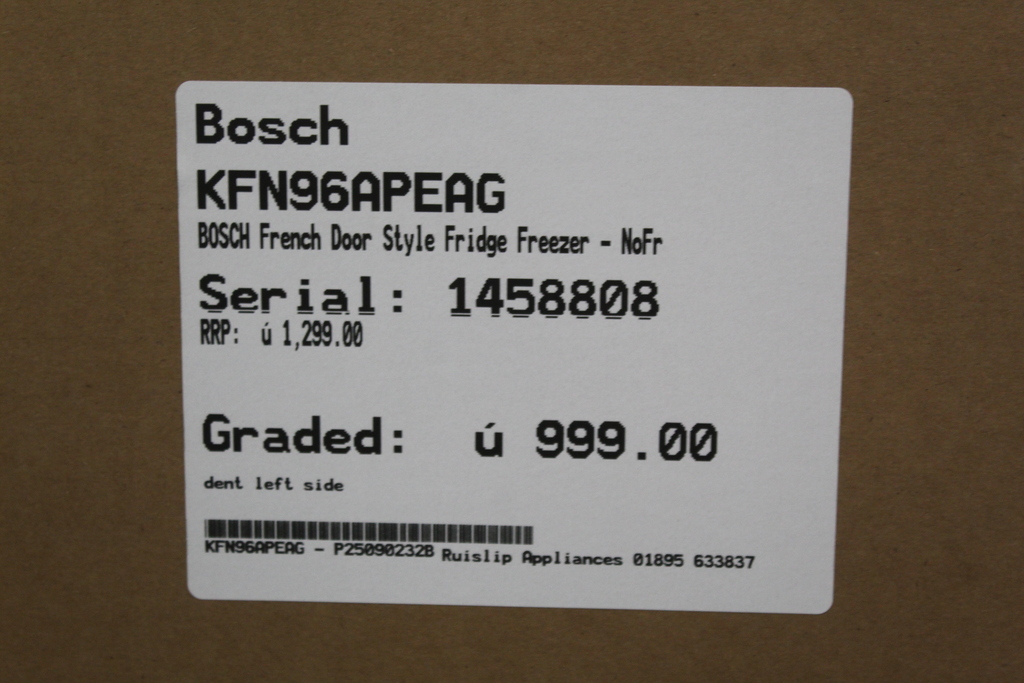 Bosch
KFN96APEAG
BOSCH French Door Style Fridge Freezer - NoFr
Serial: 1458808
RRP: ú 1,299.00
Graded: ú 999.00
dent left side
KFN96APEAG - P25090232B Ruislip Appliances 01895 633837